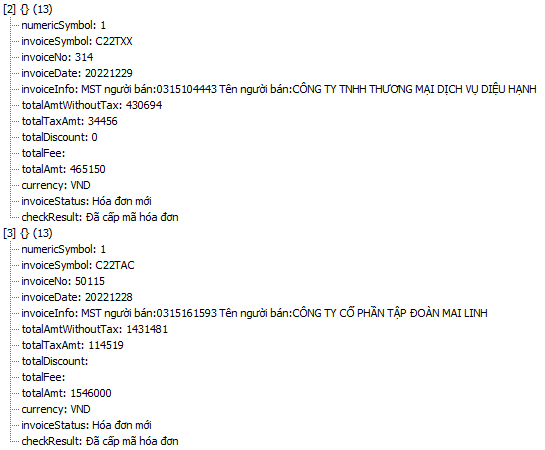 [2] {} (13)
numericSymbol: 1
invoiceSymbol: C22TXX
invoiceNo: 314
invoiceDate: 20221229
invoiceInfo: MST người bán:0315104443 Tên người bán:CÔNG TY TNHH THƯƠNG MẠI DỊCH VỤ DIỆU HẠNH
totalAmtWithoutTax: 430694
totalTaxAmt: 34456
totalDiscount: 0
totalFee:
totalAmt: 465150
currency: VND
invoiceStatus: Hóa đơn mới
checkResult: Đã cấp mã hóa đơn
[3] {} (13)
numericSymbol: 1
invoiceSymbol: C22TAC
invoiceNo: 50115
invoiceDate: 20221228
invoiceInfo: MST người bán:0315161593 Tên người bán:CÔNG TY CỔ PHẦN TẬP ĐOÀN MAI LINH
totalAmtWithoutTax: 1431481
totalTaxAmt: 114519
totalDiscount:
totalFee:
totalAmt: 1546000
currency: VND
invoiceStatus: Hóa đơn mới
checkResult: Đã cấp mã hóa đơn